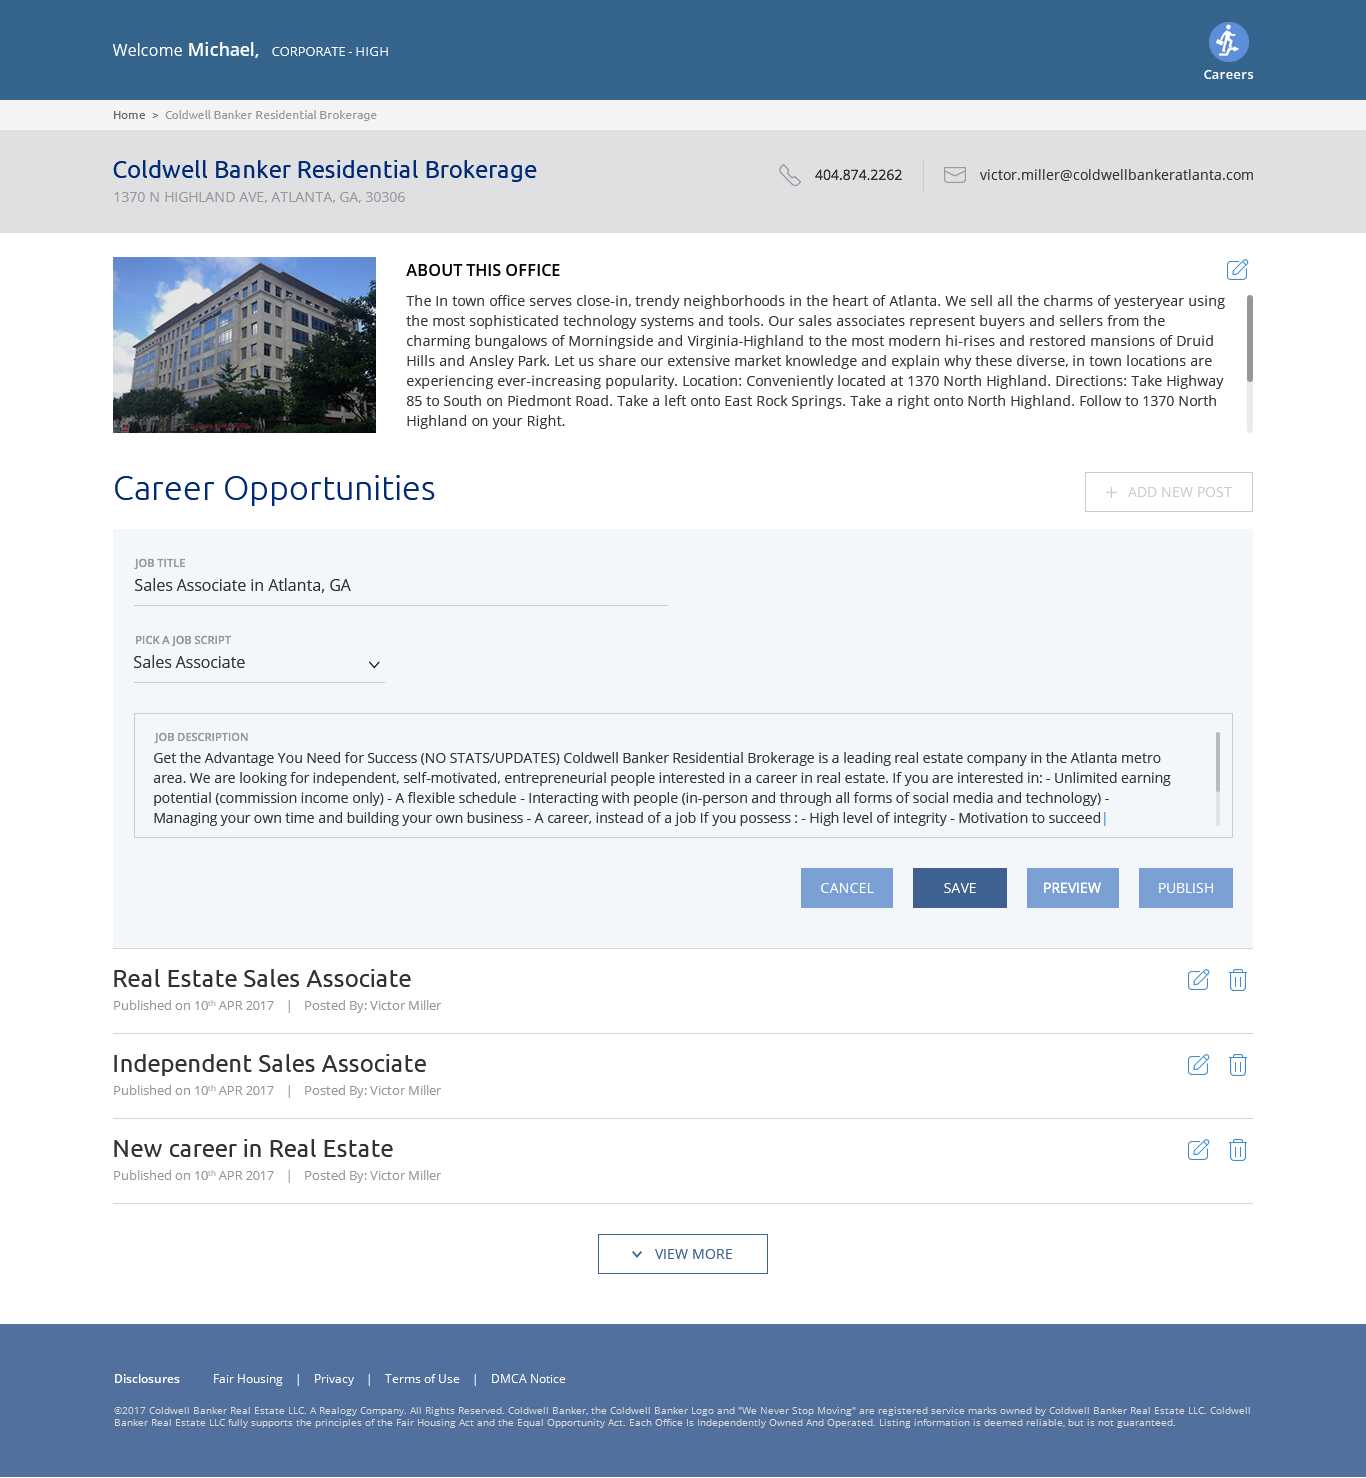 Welcome Michael, CORPORATE - HIGH
Careers
Home > Coldwell Banker Residential Brokerage
Coldwell Banker Residential Brokerage
1370 N HIGHLAND AVE, ATLANTA, GA, 30306
404.874.2262
victor.miller@coldwellbankeratlanta.com
ABOUT THIS OFFICE
The In town office serves close-in, trendy neighborhoods in the heart of Atlanta. We sell all the charms of yesteryear using
the most sophisticated technology systems and tools. Our sales associates represent buyers and sellers from the
charming bungalows of Morningside and Virginia-Highland to the most modern hi-rises and restored mansions of Druid
Hills and Ansley Park. Let us share our extensive market knowledge and explain why these diverse, in town locations are
experiencing ever-increasing popularity. Location: Conveniently located at 1370 North Highland. Directions: Take Highway
85 to South on Piedmont Road. Take a left onto East Rock Springs. Take a right onto North Highland. Follow to 1370 North
Highland on your Right.
Career Opportunities
+ ADD NEW POST
JOB TITLE
Sales Associate in Atlanta, GA
PICK A JOB SCRIPT
Sales Associate
JOB DESCRIPTION
Get the Advantage You Need for Success (NO STATS/UPDATES) Coldwell Banker Residential Brokerage is a leading real estate company in the Atlanta metro
area. We are looking for independent, self-motivated, entrepreneurial people interested in a career in real estate. If you are interested in: - Unlimited earning
potential (commission income only) - A flexible schedule - Interacting with people (in-person and through all forms of social media and technology) -
Managing your own time and building your own business - A career, instead of a job If you possess : - High level of integrity - Motivation to succeed
CANCEL
SAVE
PREVIEW
PUBLISH
Real Estate Sales Associate
Published on 10th APR 2017 | Posted By: Victor Miller
Independent Sales Associate
Published on 10th APR 2017 | Posted By: Victor Miller
New career in Real Estate
Published on 10th APR 2017 | Posted By: Victor Miller
VIEW MORE
Disclosures Fair Housing | Privacy | Terms of Use | DMCA Notice
©2017 Coldwell Banker Real Estate LLC. A Realogy Company. All Rights Reserved. Coldwell Banker, the Coldwell Banker Logo and "We Never Stop Moving" are registered service marks owned by Coldwell Banker Real Estate LLC. Coldwell
Banker Real Estate LLC fully supports the principles of the Fair Housing Act and the Equal Opportunity Act. Each Office Is Independently Owned And Operated. Listing information is deemed reliable, but is not guaranteed.